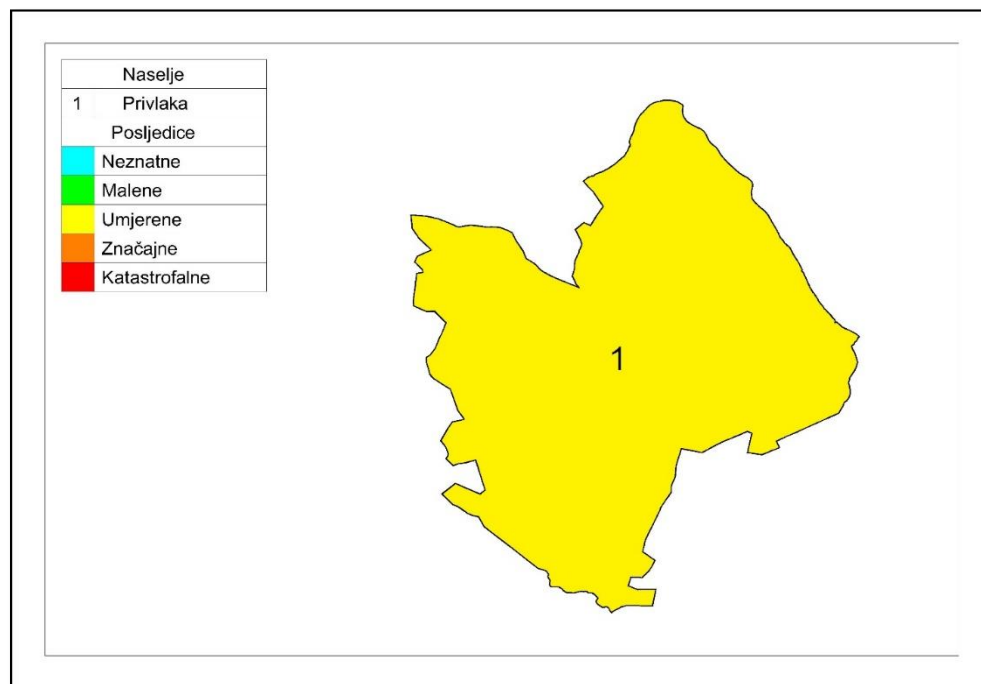 Naselje
1 Privlaka
Posljedice
Neznatne
Malene
Umjerene
Značajne
Katastrofalne
1